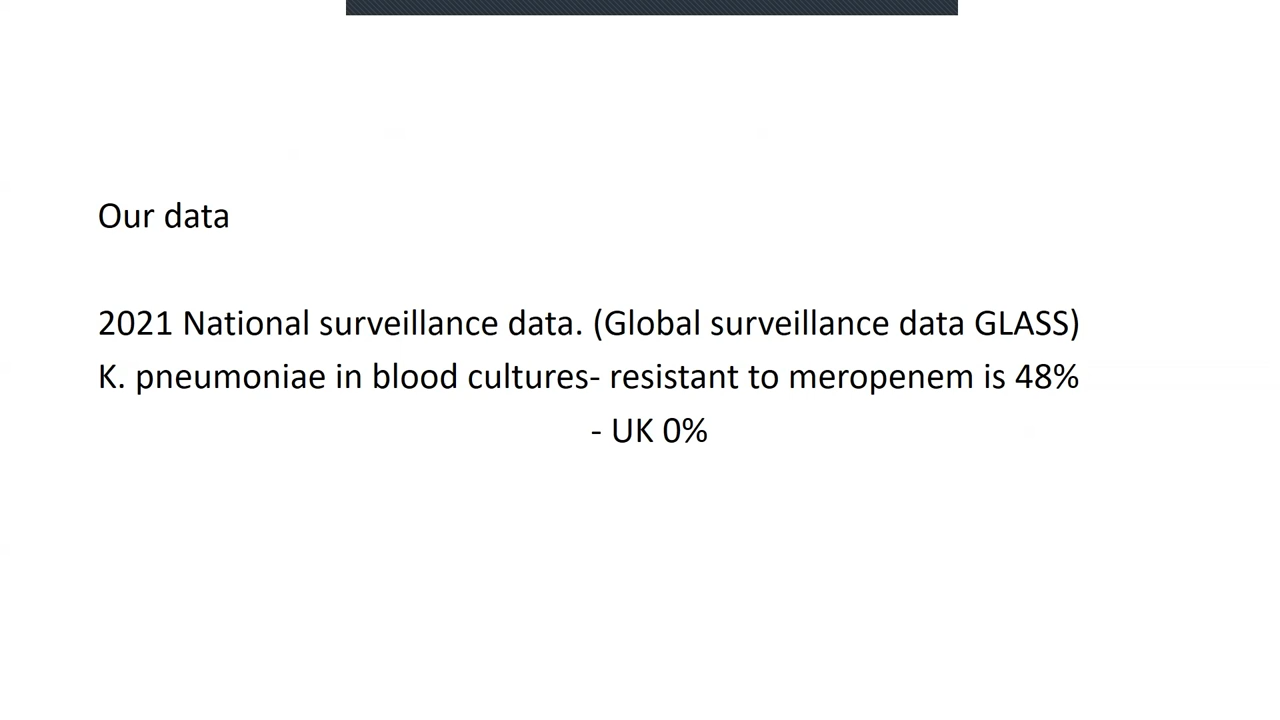 Our data
2021 National surveillance data. (Global surveillance data GLASS)
K. pneumoniae in blood cultures- resistant to meropenem is 48%
- UK 0%